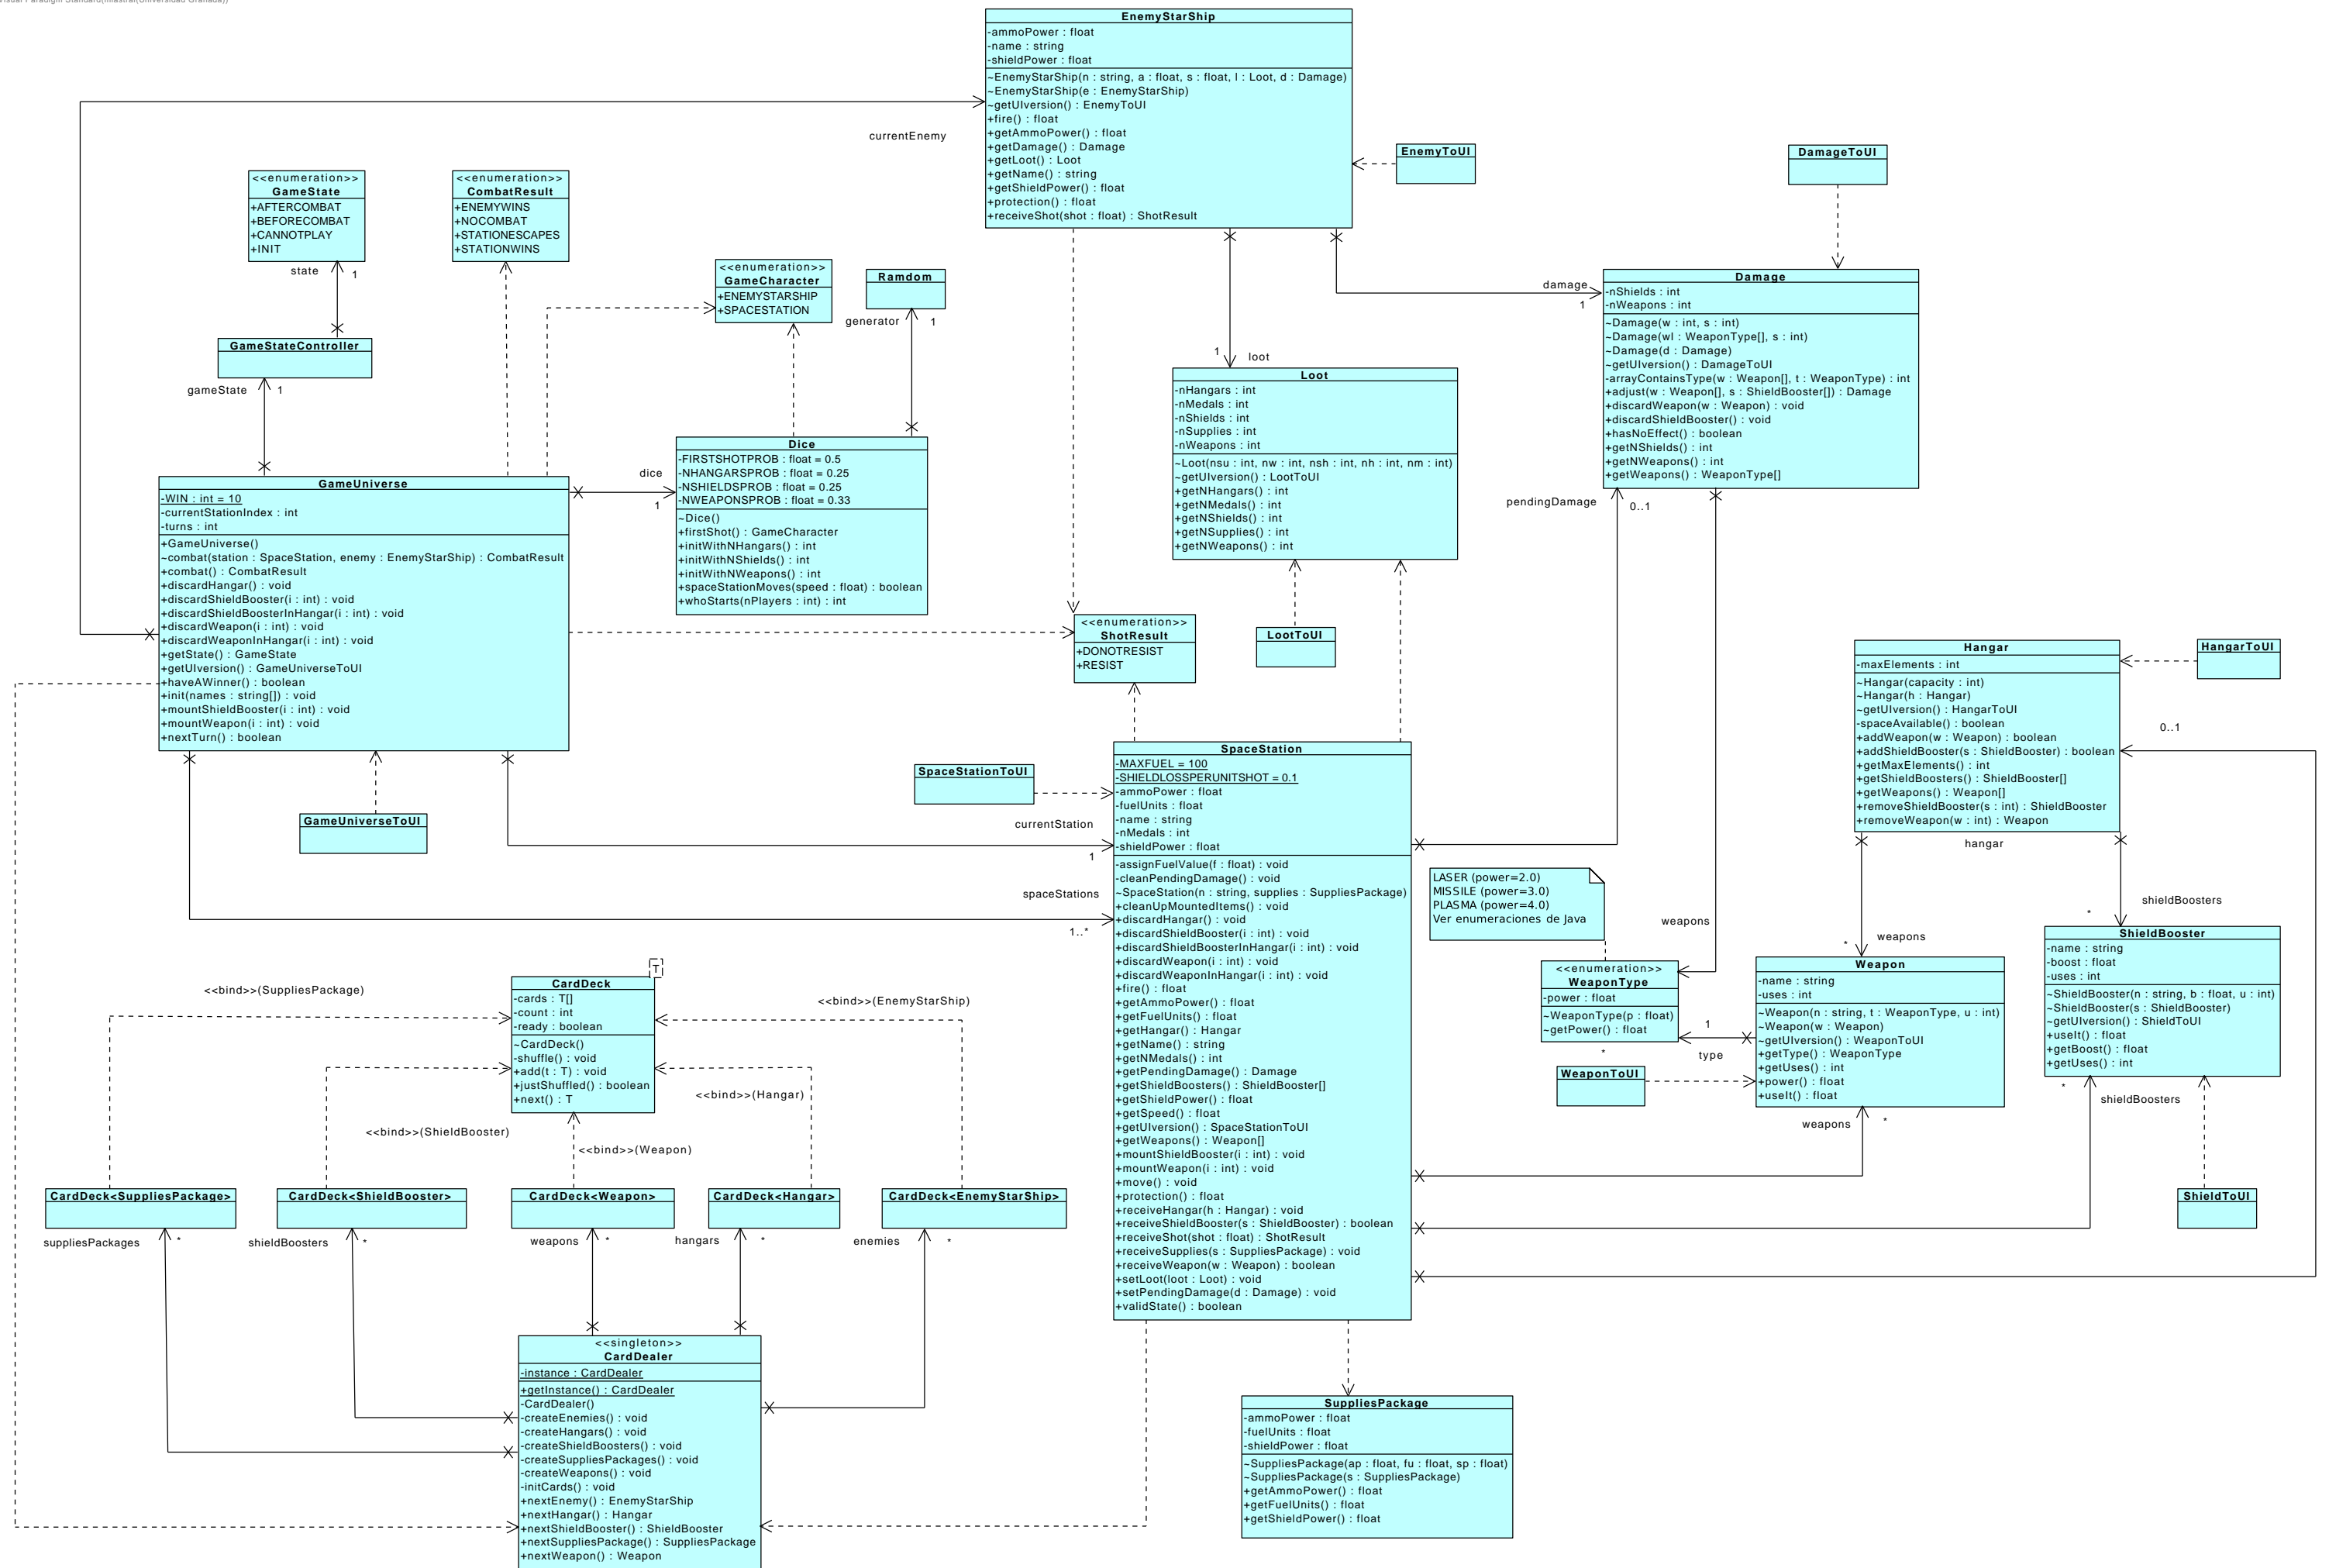 Visual Paradigm Standard(miastral(Universidad Granada))
EnemyStarShip
-ammoPower : float
-name : string
-shieldPower : float
~EnemyStarShip(n : string, a : float, s : float, l : Loot, d : Damage)
~EnemyStarShip(e : EnemyStarShip)
~getUIversion() : EnemyToUI
+fire() : float
+getAmmoPower() : float
+getDamage() : Damage
+getLoot() : Loot
+getName() : string
+getShieldPower() : float
+protection() : float
+receiveShot(shot : float) : ShotResult
currentEnemy
EnemyToUI
DamageToUI
<<enumeration>>
GameState
+AFTERCOMBAT
+BEFORECOMBAT
+CANNOTPLAY
+INIT
state
1
<<enumeration>>
CombatResult
+ENEMYWINS
+NOCOMBAT
+STATIONESCAPES
+STATIONWINS
<<enumeration>>
GameCharacter
+ENEMYSTARSHIP
+SPACESTATION
Ramdom
generator
1
damage
1
Damage
-nShields : int
-nWeapons : int
~Damage(w : int, s : int)
~Damage(wl : WeaponType[], s : int)
~Damage(d : Damage)
~getUIversion() : DamageToUI
-arrayContainsType(w : Weapon[], t : WeaponType) : int
+adjust(w : Weapon[], s : ShieldBooster[]) : Damage
+discardWeapon(w : Weapon) : void
+discardShieldBooster() : void
+hasNoEffect() : boolean
+getNShields() : int
+getNWeapons() : int
+getWeapons() : WeaponType[]
GameStateController
gameState
1
1
loot
Loot
-nHangars : int
-nMedals : int
-nShields : int
-nSupplies : int
-nWeapons : int
~Loot(nsu : int, nw : int, nsh : int, nh : int, nm : int)
~getUIversion() : LootToUI
+getNHangars() : int
+getNMedals() : int
+getNShields() : int
+getNSupplies() : int
+getNWeapons() : int
Dice
-FIRSTSHOTPROB : float = 0.5
-NHANGARSPROB : float = 0.25
-NSHIELDSPROB : float = 0.25
-NWEAPONSPROB : float = 0.33
~Dice()
+firstShot() : GameCharacter
+initWithNHangars() : int
+initWithNShields() : int
+initWithNWeapons() : int
+spaceStationMoves(speed : float) : boolean
+whoStarts(nPlayers : int) : int
dice
1
GameUniverse
-WIN : int = 10
-currentStationIndex : int
-turns : int
+GameUniverse()
~combat(station : SpaceStation, enemy : EnemyStarShip) : CombatResult
+combat() : CombatResult
+discardHangar() : void
+discardShieldBooster(i : int) : void
+discardShieldBoosterInHangar(i : int) : void
+discardWeapon(i : int) : void
+discardWeaponInHangar(i : int) : void
+getState() : GameState
+getUIversion() : GameUniverseToUI
+haveAWinner() : boolean
+init(names : string[]) : void
+mountShieldBooster(i : int) : void
+mountWeapon(i : int) : void
+nextTurn() : boolean
pendingDamage
0..1
<<enumeration>>
ShotResult
+DONOTRESIST
+RESIST
LootToUI
Hangar
-maxElements : int
~Hangar(capacity : int)
~Hangar(h : Hangar)
~getUIversion() : HangarToUI
-spaceAvailable() : boolean
+addWeapon(w : Weapon) : boolean
+addShieldBooster(s : ShieldBooster) : boolean
+getMaxElements() : int
+getShieldBoosters() : ShieldBooster[]
+getWeapons() : Weapon[]
+removeShieldBooster(s : int) : ShieldBooster
+removeWeapon(w : int) : Weapon
HangarToUI
0..1
hangar
GameUniverseToUI
SpaceStationToUI
currentStation
1
spaceStations
1..*
SpaceStation
-MAXFUEL = 100
-SHIELDLOSSPERUNITSHOT = 0.1
-ammoPower : float
-fuelUnits : float
-name : string
-nMedals : int
-shieldPower : float
-assignFuelValue(f : float) : void
-cleanPendingDamage() : void
~SpaceStation(n : string, supplies : SuppliesPackage)
+cleanUpMountedItems() : void
+discardHangar() : void
+discardShieldBooster(i : int) : void
+discardShieldBoosterInHangar(i : int) : void
+discardWeapon(i : int) : void
+discardWeaponInHangar(i : int) : void
+fire() : float
+getAmmoPower() : float
+getFuelUnits() : float
+getHangar() : Hangar
+getName() : string
+getNMedals() : int
+getPendingDamage() : Damage
+getShieldBoosters() : ShieldBooster[]
+getShieldPower() : float
+getSpeed() : float
+getUIversion() : SpaceStationToUI
+getWeapons() : Weapon[]
+mountShieldBooster(i : int) : void
+mountWeapon(i : int) : void
+move() : void
+protection() : float
+receiveHangar(h : Hangar) : void
+receiveShieldBooster(s : ShieldBooster) : boolean
+receiveShot(shot : float) : ShotResult
+receiveSupplies(s : SuppliesPackage) : void
+receiveWeapon(w : Weapon) : boolean
+setLoot(loot : Loot) : void
+setPendingDamage(d : Damage) : void
+validState() : boolean
LASER (power=2.0)
MISSILE (power=3.0)
PLASMA (power=4.0)
Ver enumeraciones de Java
weapons
*
weapons
*
shieldBoosters
<<enumeration>>
WeaponType
-power : float
~WeaponType(p : float)
~getPower() : float
*
1
type
Weapon
-name : string
-uses : int
~Weapon(n : string, t : WeaponType, u : int)
~Weapon(w : Weapon)
~getUIversion() : WeaponToUI
+getType() : WeaponType
+getUses() : int
+power() : float
+useIt() : float
WeaponToUI
weapons
*
ShieldBooster
-name : string
-boost : float
-uses : int
~ShieldBooster(n : string, b : float, u : int)
~ShieldBooster(s : ShieldBooster)
~getUIversion() : ShieldToUI
+useIt() : float
+getBoost() : float
+getUses() : int
*
shieldBoosters
ShieldToUI
T
CardDeck
-cards : T[]
-count : int
-ready : boolean
~CardDeck()
-shuffle() : void
+add(t : T) : void
+justShuffled() : boolean
+next() : T
<<bind>>(SuppliesPackage)
<<bind>>(EnemyStarShip)
<<bind>>(Hangar)
<<bind>>(ShieldBooster)
<<bind>>(Weapon)
CardDeck<SuppliesPackage>
CardDeck<ShieldBooster>
CardDeck<Weapon>
CardDeck<Hangar>
CardDeck<EnemyStarShip>
suppliesPackages
*
shieldBoosters
*
weapons
*
hangars
*
enemies
*
<<singleton>>
CardDealer
-instance : CardDealer
+getInstance() : CardDealer
-CardDealer()
-createEnemies() : void
-createHangars() : void
-createShieldBoosters() : void
-createSuppliesPackages() : void
-createWeapons() : void
-initCards() : void
+nextEnemy() : EnemyStarShip
+nextHangar() : Hangar
+nextShieldBooster() : ShieldBooster
+nextSuppliesPackage() : SuppliesPackage
+nextWeapon() : Weapon
SuppliesPackage
-ammoPower : float
-fuelUnits : float
-shieldPower : float
~SuppliesPackage(ap : float, fu : float, sp : float)
~SuppliesPackage(s : SuppliesPackage)
+getAmmoPower() : float
+getFuelUnits() : float
+getShieldPower() : float